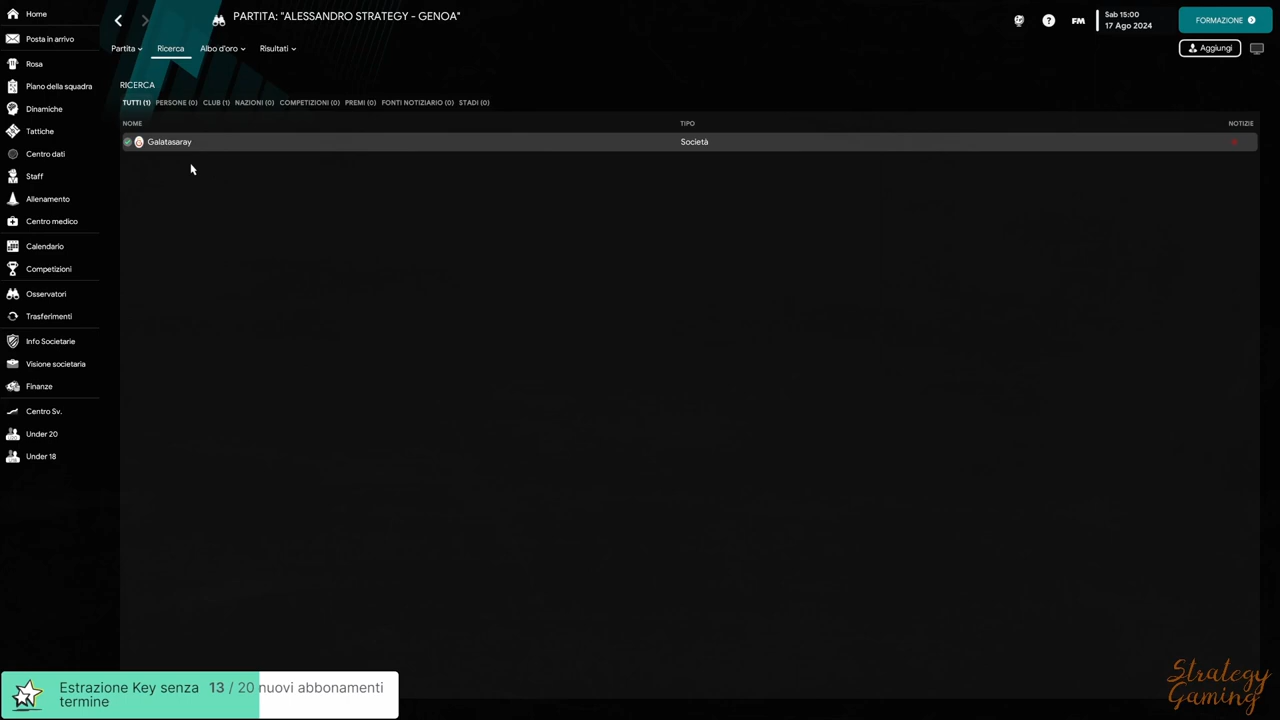 Home
Posta in arrivo
Rosa
Piano della squadra
Dinamiche
Tattiche
Centro dati
Staff
Allenamento
Centro medico
Calendario
Competizioni
Osservatori
Trasferimenti
Info Societarie
Visione societaria
Finanze
Centro Sv.
Under 20
Under 18
PARTITA: "ALESSANDRO STRATEGY - GENOA"
FM
Sab 15:00
17 Ago 2024
FORMAZIONE
Partita
Ricerca
Albo d'oro
Risultati
Aggiungi
RICERCA
TUTTI (1) PERSONE (0) CLUB (1) NAZIONI (0) COMPETIZIONI (0) PREMI (0) FONTI NOTIZIARIO (0) STADI (0)
NOME TIPO NOTIZIE
Galatasaray Società
Estrazione Key senza termine
13 / 20 nuovi abbonamenti
Strategy
Gaming